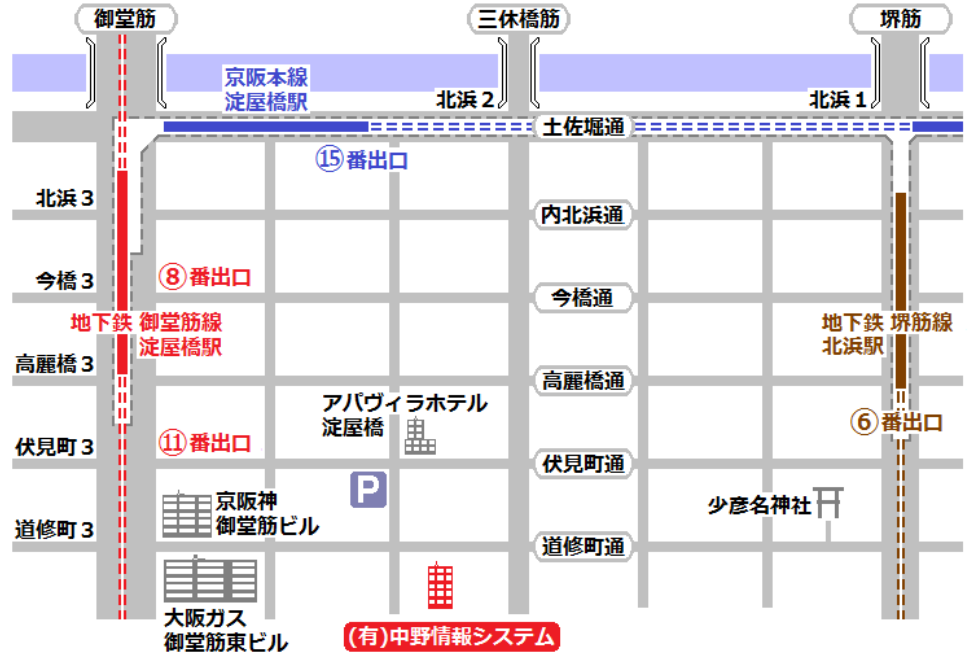 御堂筋
三休橋筋
堺筋
京阪本線
淀屋橋駅
北浜2
北浜1
土佐堀通
⑮番出口
北浜3
内北浜通
今橋3
⑧番出口
今橋通
地下鉄 御堂筋線
淀屋橋駅
地下鉄 堺筋線
北浜駅
高麗橋3
高麗橋通
アパヴィラホテル
淀屋橋
⑥番出口
伏見町3
⑪番出口
伏見町通
P
京阪神
御堂筋ビル
少彦名神社
道修町3
道修町通
大阪ガス
御堂筋東ビル
(有)中野情報システム